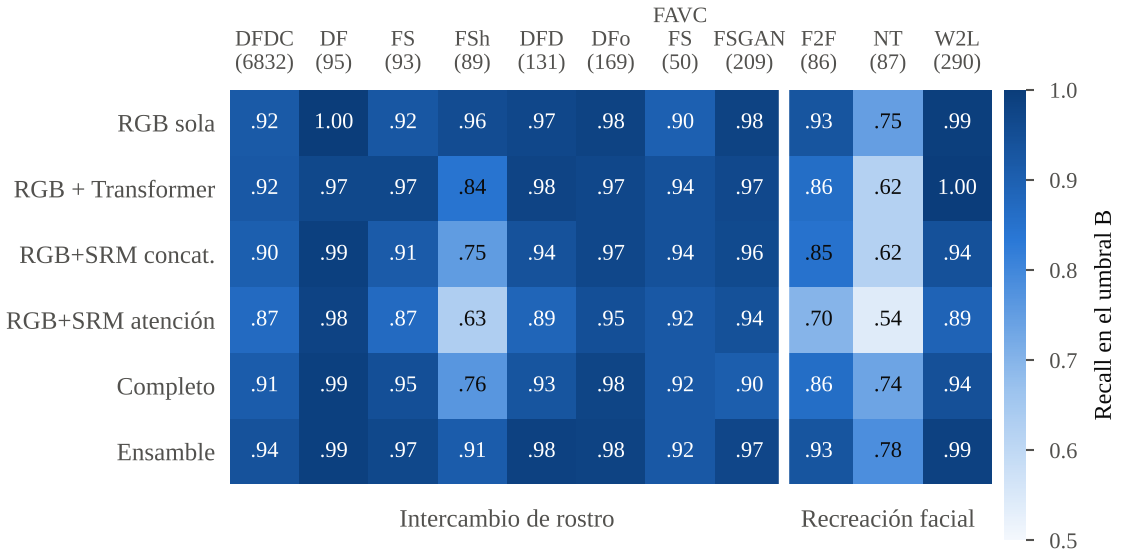 FAVC
DFDC DF FS FSh DFD DFo FS FSGAN F2F NT W2L
(6832) (95) (93) (89) (131) (169) (50) (209) (86) (87) (290)
RGB sola .92 1.00 .92 .96 .97 .98 .90 .98 .93 .75 .99
RGB + Transformer .92 .97 .97 .84 .98 .97 .94 .97 .86 .62 1.00
RGB+SRM concat. .90 .99 .91 .75 .94 .97 .94 .96 .85 .62 .94
RGB+SRM atención .87 .98 .87 .63 .89 .95 .92 .94 .70 .54 .89
Completo .91 .99 .95 .76 .93 .98 .92 .90 .86 .74 .94
Ensamble .94 .99 .97 .91 .98 .98 .92 .97 .93 .78 .99
Intercambio de rostro Recreación facial
1.0
0.9
0.8
0.7
0.6
0.5
Recall en el umbral B